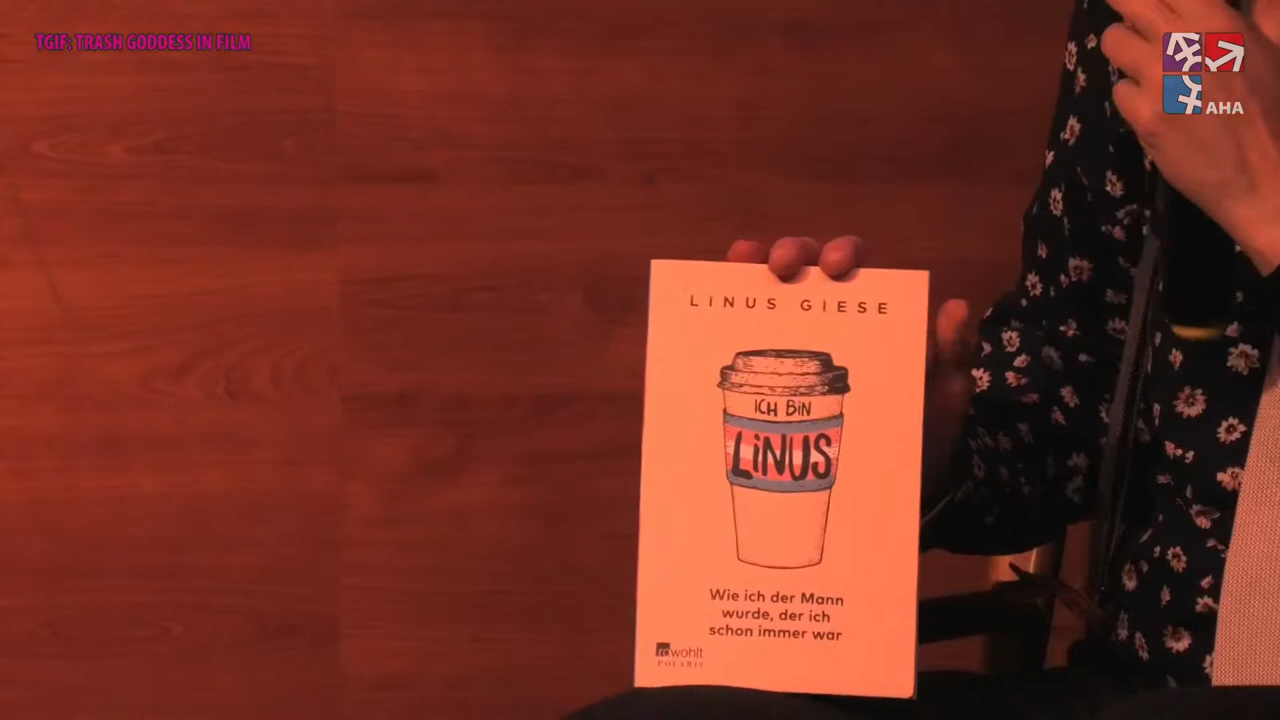 TGIF: TRASH GODDESS IN FILM
AHA
LINUS GIESE
ICH BIN
LINUS
Wie ich der Mann
wurde, der ich
schon immer war
rowohlt
POLARIS